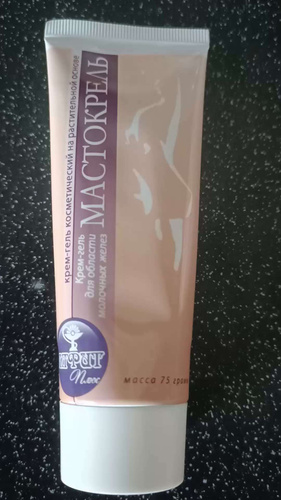 крем-гель косметический на растительной основе
МАСТОКРЕЛЬ
Крем-гель
для области
молочных желез
Плюс
масса 75 грамм